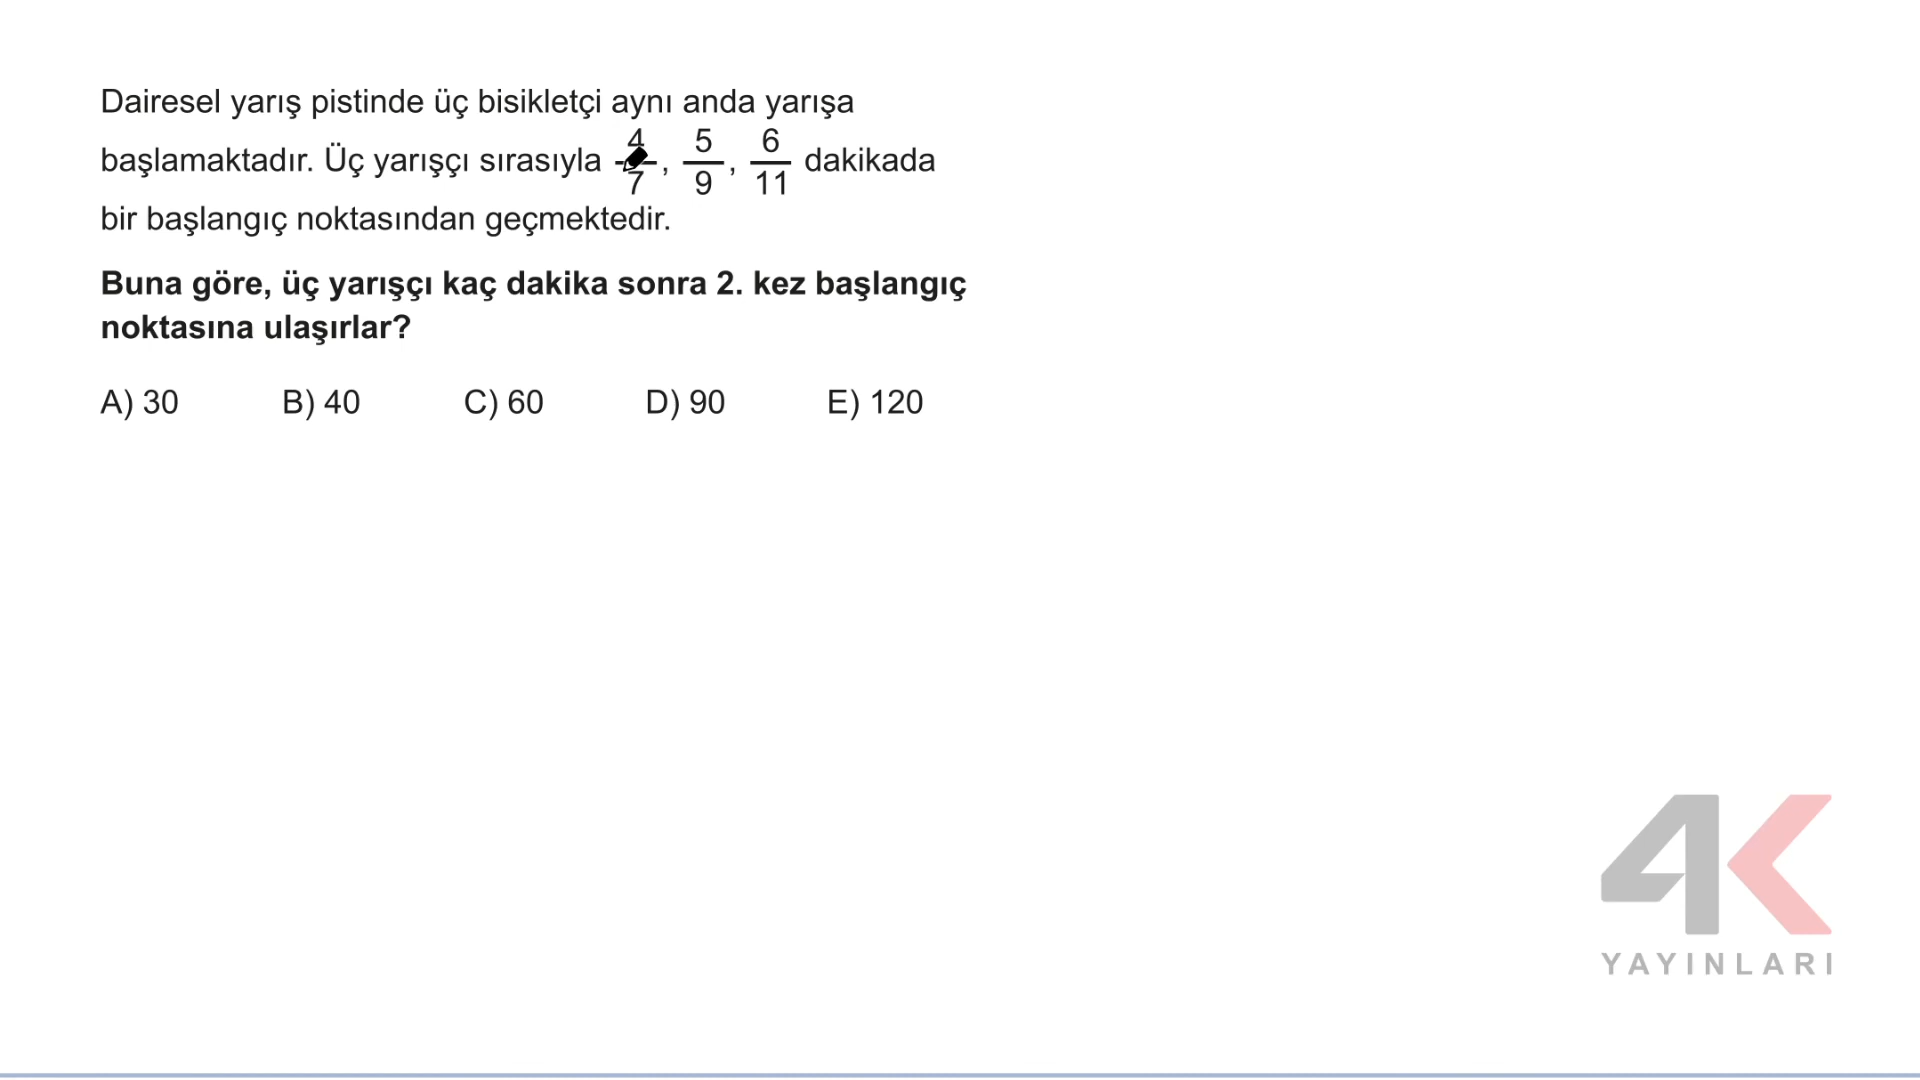 Dairesel yarış pistinde üç bisikletçi aynı anda yarışa
başlamaktadır. Üç yarışçı sırasıyla 4/7, 5/9, 6/11 dakikada
bir başlangıç noktasından geçmektedir.
Buna göre, üç yarışçı kaç dakika sonra 2. kez başlangıç
noktasına ulaşırlar?
A) 30 B) 40 C) 60 D) 90 E) 120
4K
YAYINLARI